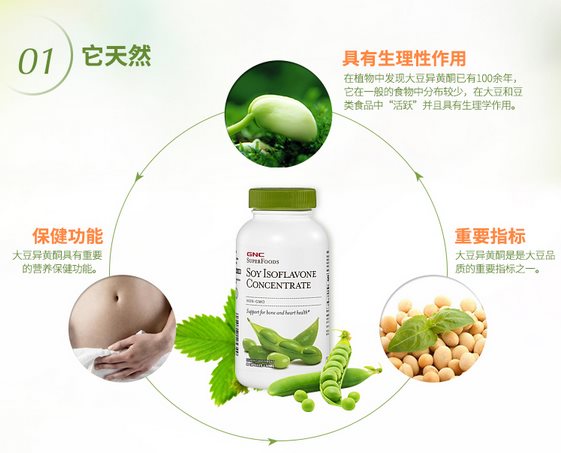 01
它天然
具有生理性作用
在植物中发现大豆异黄酮已有100余年，
它在一般的食物中分布较少，在大豆和豆
类食品中“活跃”并且具有生理学作用。
保健功能
大豆异黄酮具有重要
的营养保健功能。
重要指标
大豆异黄酮是是大豆品
质的重要指标之一。
GNC
SUPERFOODS
SOY ISOFLAVONE
CONCENTRATE
NON-GMO
Support for bone and heart health*